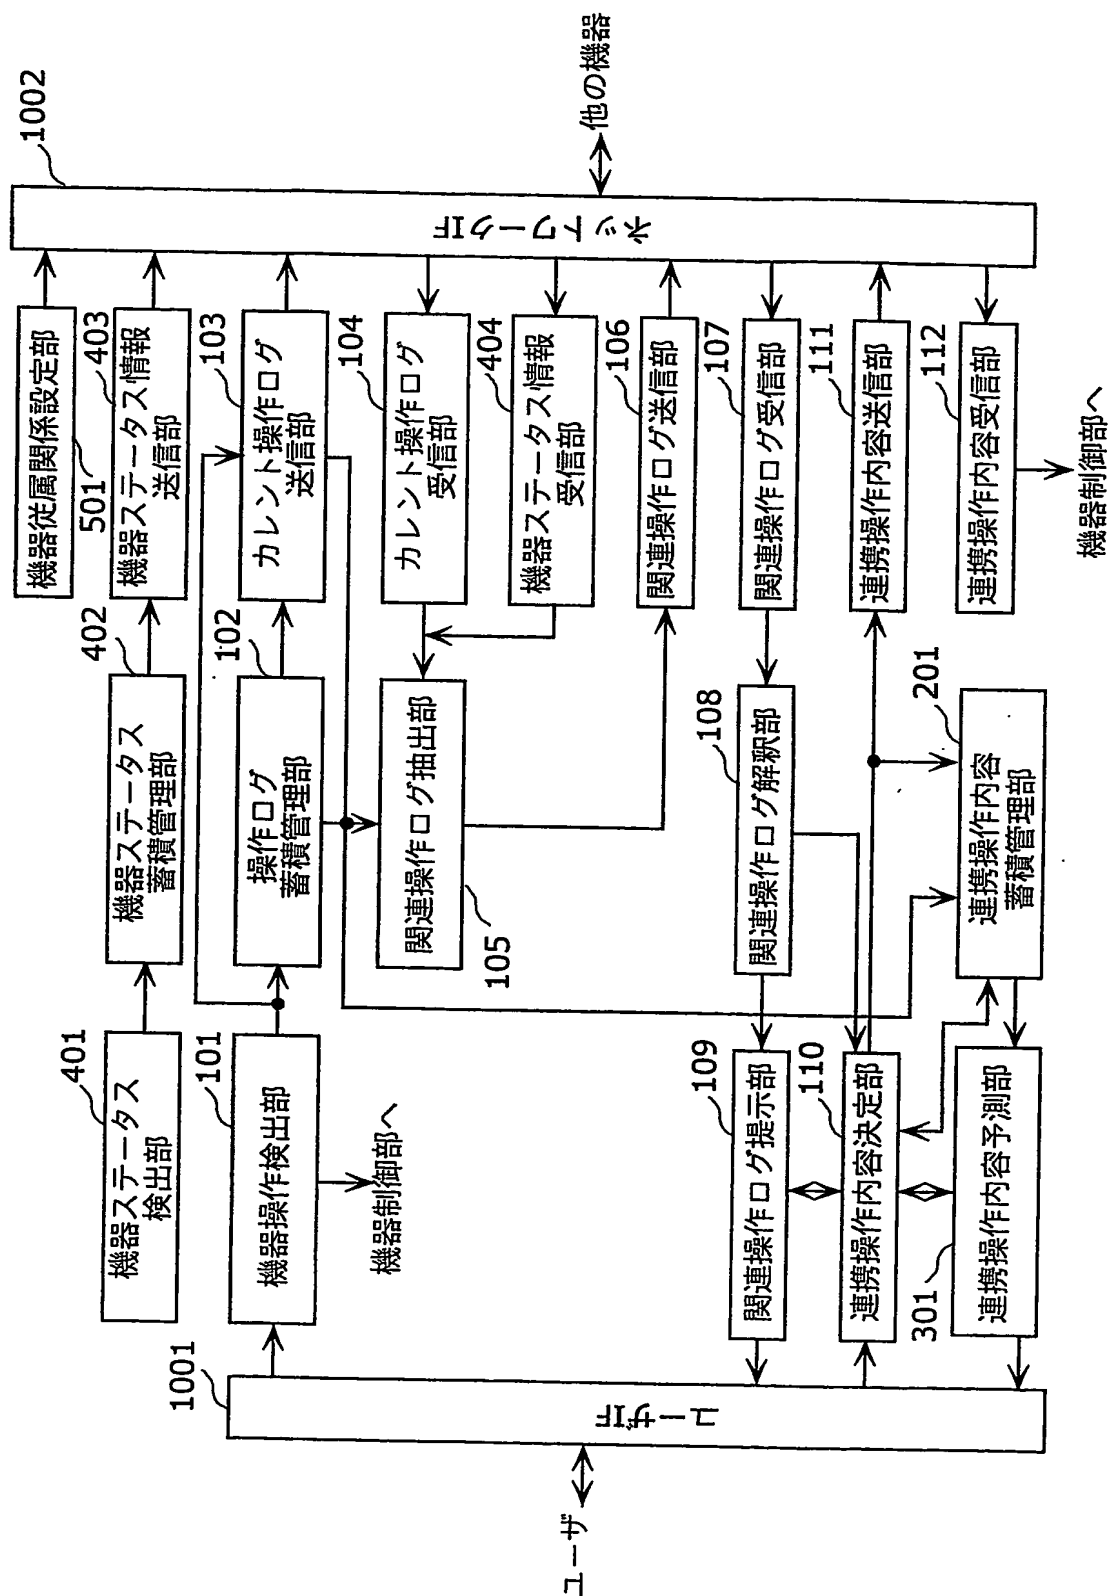 ユーザ
1001
ユーザIF
401
機器ステータス
検出部
402
機器ステータス
蓄積管理部
機器従属関係設定部
501
403
機器ステータス情報
送信部
1002
ネットワークIF
他の機器
101
機器操作検出部
機器制御部へ
102
操作ログ
蓄積管理部
103
カレント操作ログ
送信部
104
カレント操作ログ
受信部
105
関連操作ログ抽出部
404
機器ステータス情報
受信部
106
関連操作ログ送信部
107
関連操作ログ受信部
108
関連操作ログ解釈部
109
関連操作ログ提示部
110
連携操作内容決定部
111
連携操作内容送信部
201
連携操作内容
蓄積管理部
112
連携操作内容受信部
機器制御部へ
301
連携操作内容予測部